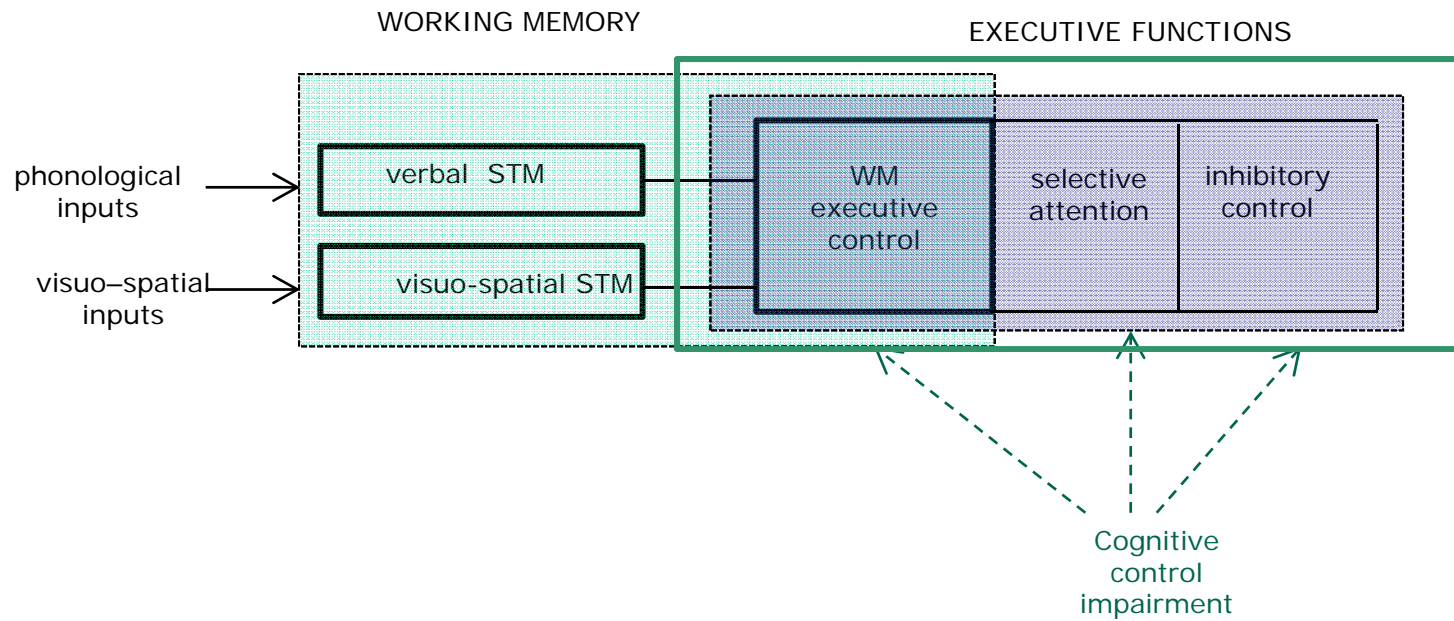 WORKING MEMORY
EXECUTIVE FUNCTIONS
phonological
inputs
verbal STM
WM
executive
control
selective
attention
inhibitory
control
visuo–spatial
inputs
visuo-spatial STM
Cognitive
control
impairment